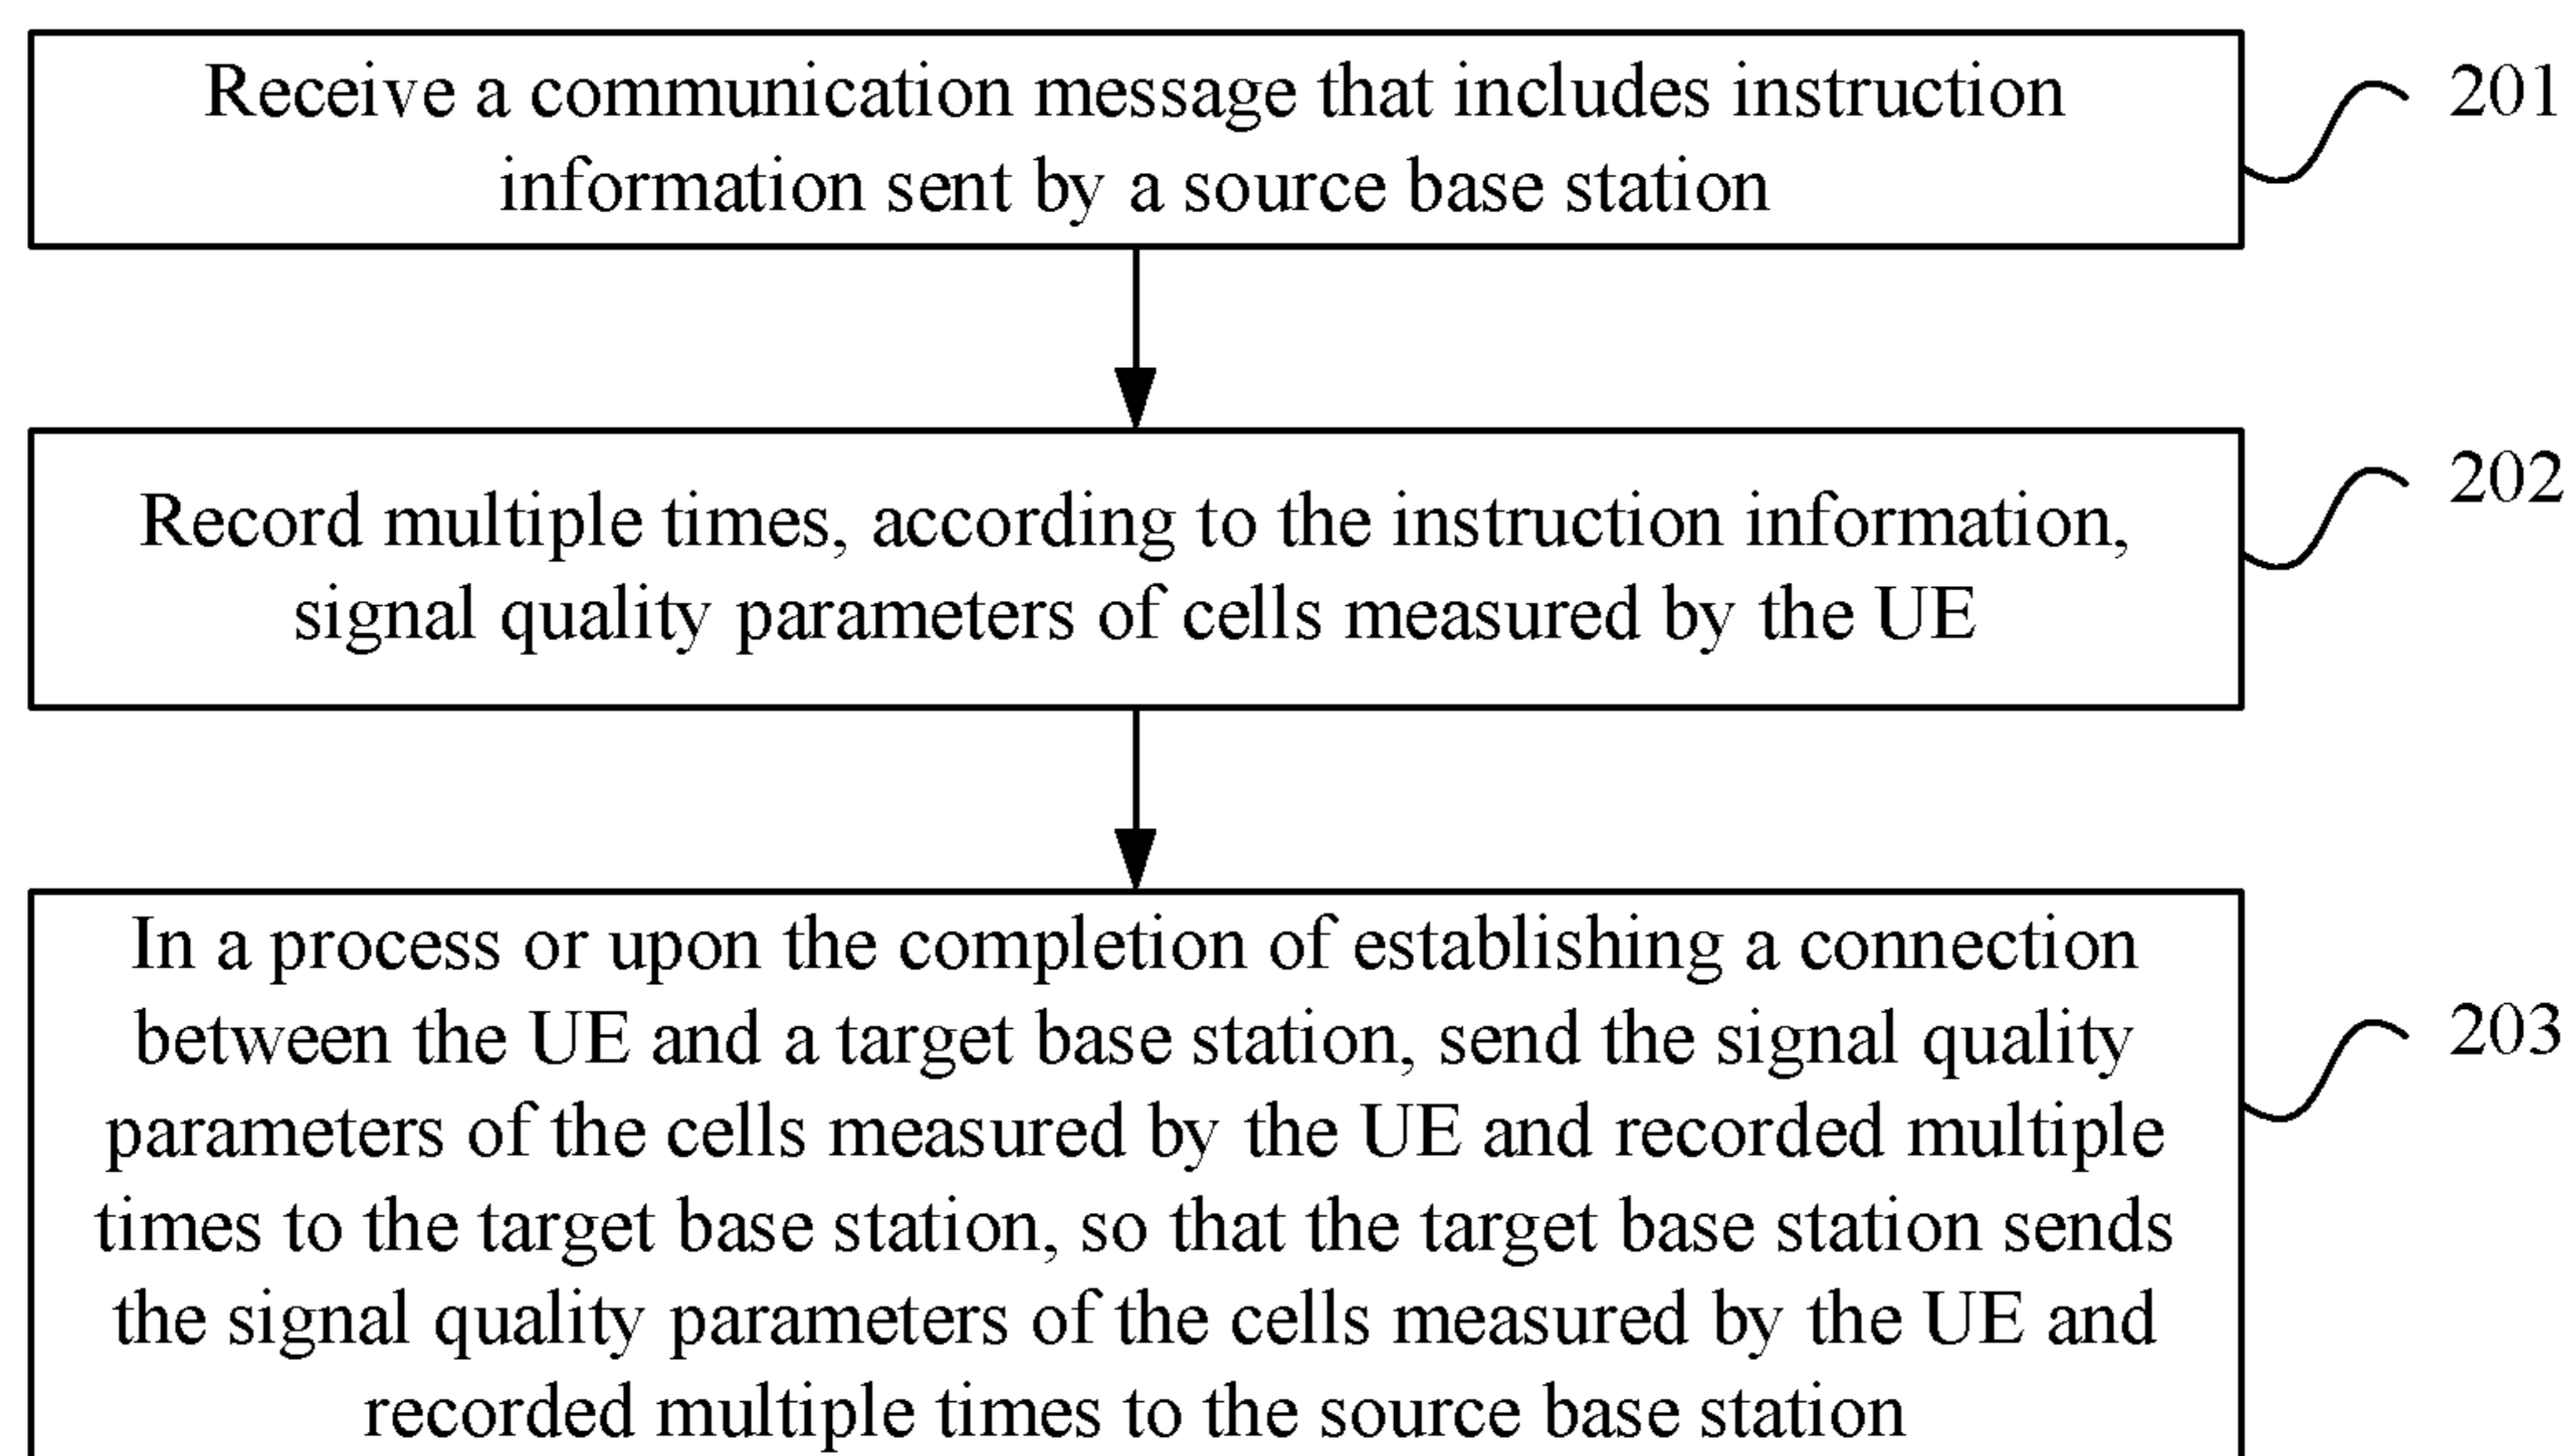 Receive a communication message that includes instruction
information sent by a source base station
201
Record multiple times, according to the instruction information,
signal quality parameters of cells measured by the UE
202
In a process or upon the completion of establishing a connection
between the UE and a target base station, send the signal quality
parameters of the cells measured by the UE and recorded multiple
times to the target base station, so that the target base station sends
the signal quality parameters of the cells measured by the UE and
recorded multiple times to the source base station
203